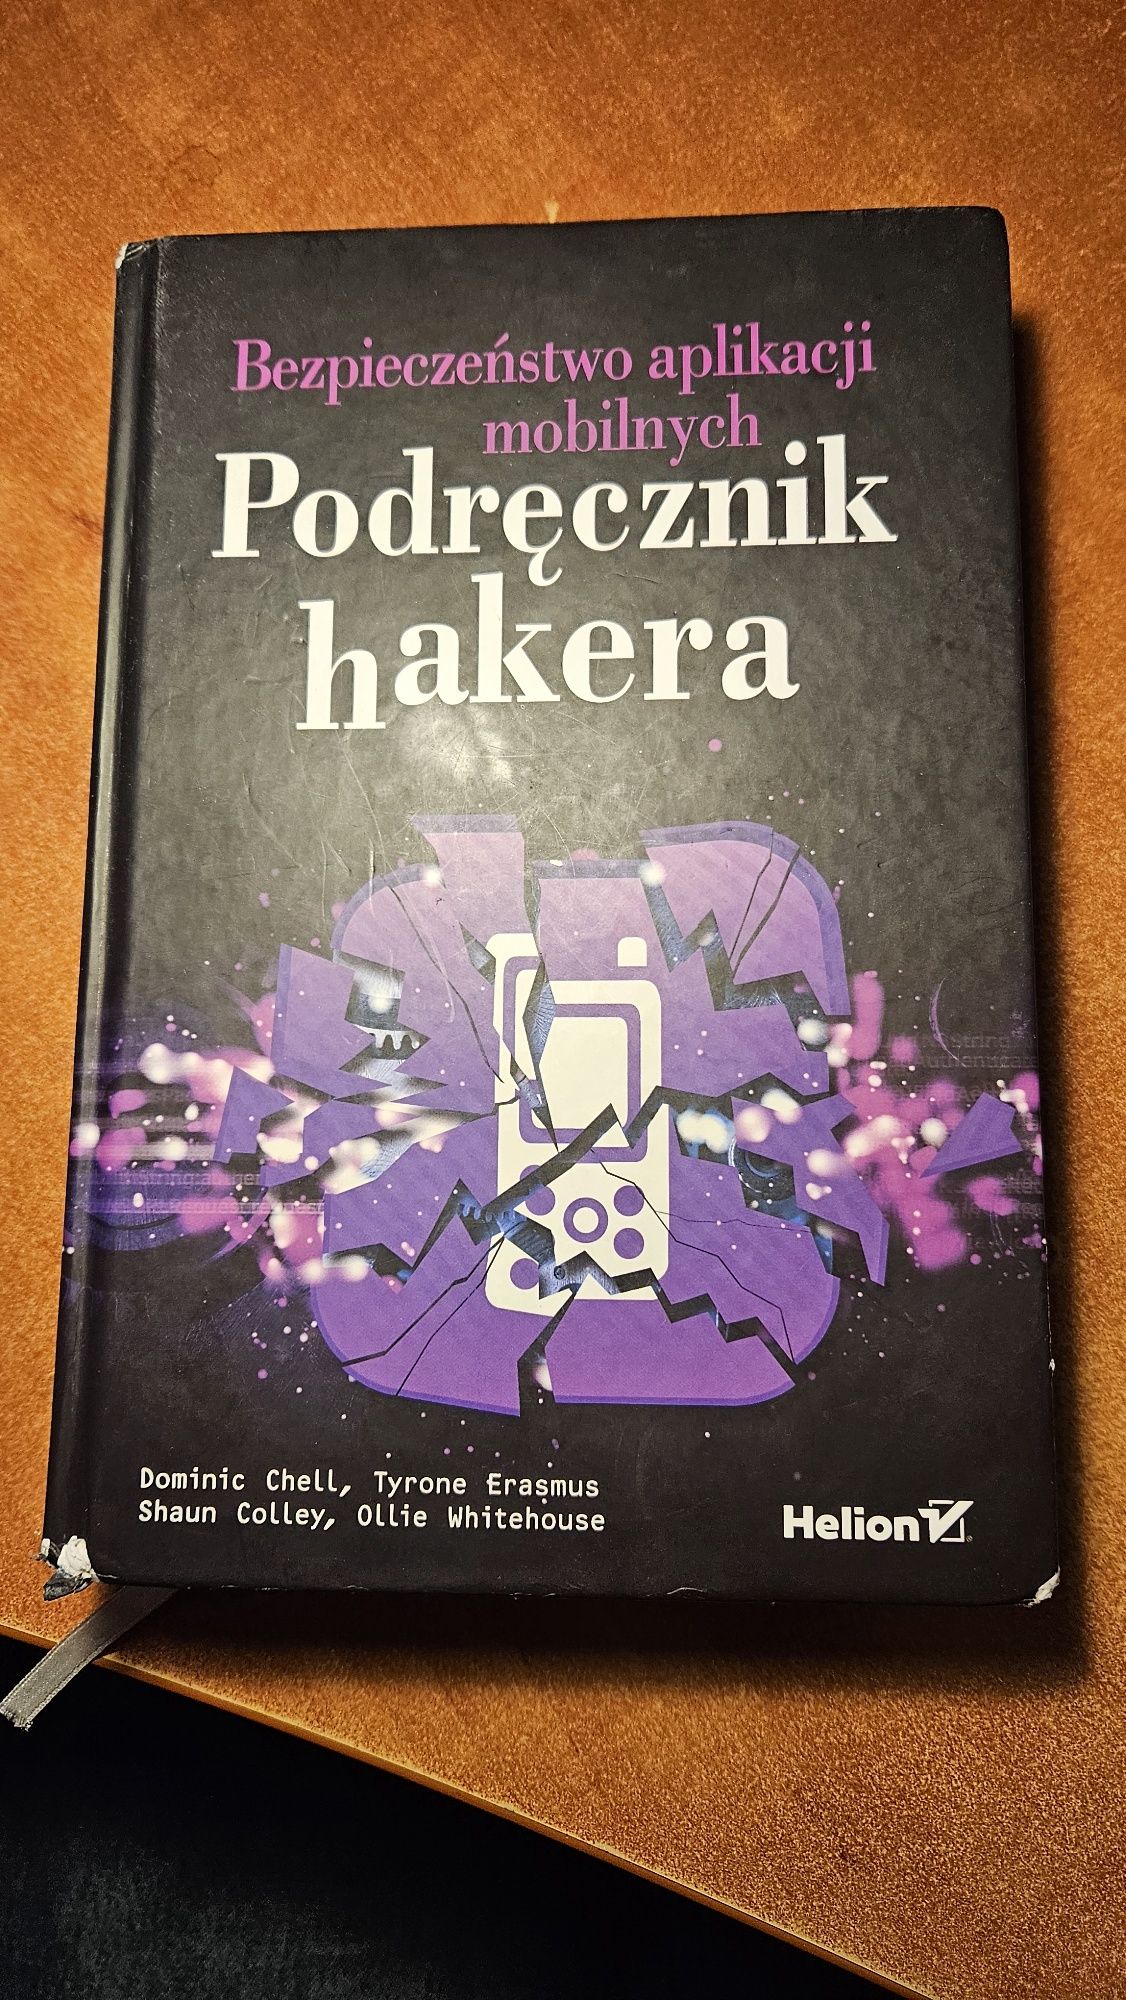 Bezpieczeństwo aplikacji
mobilnych
Podręcznik
hakera
Dominic Chell, Tyrone Erasmus
Shaun Colley, Ollie Whitehouse
Helion